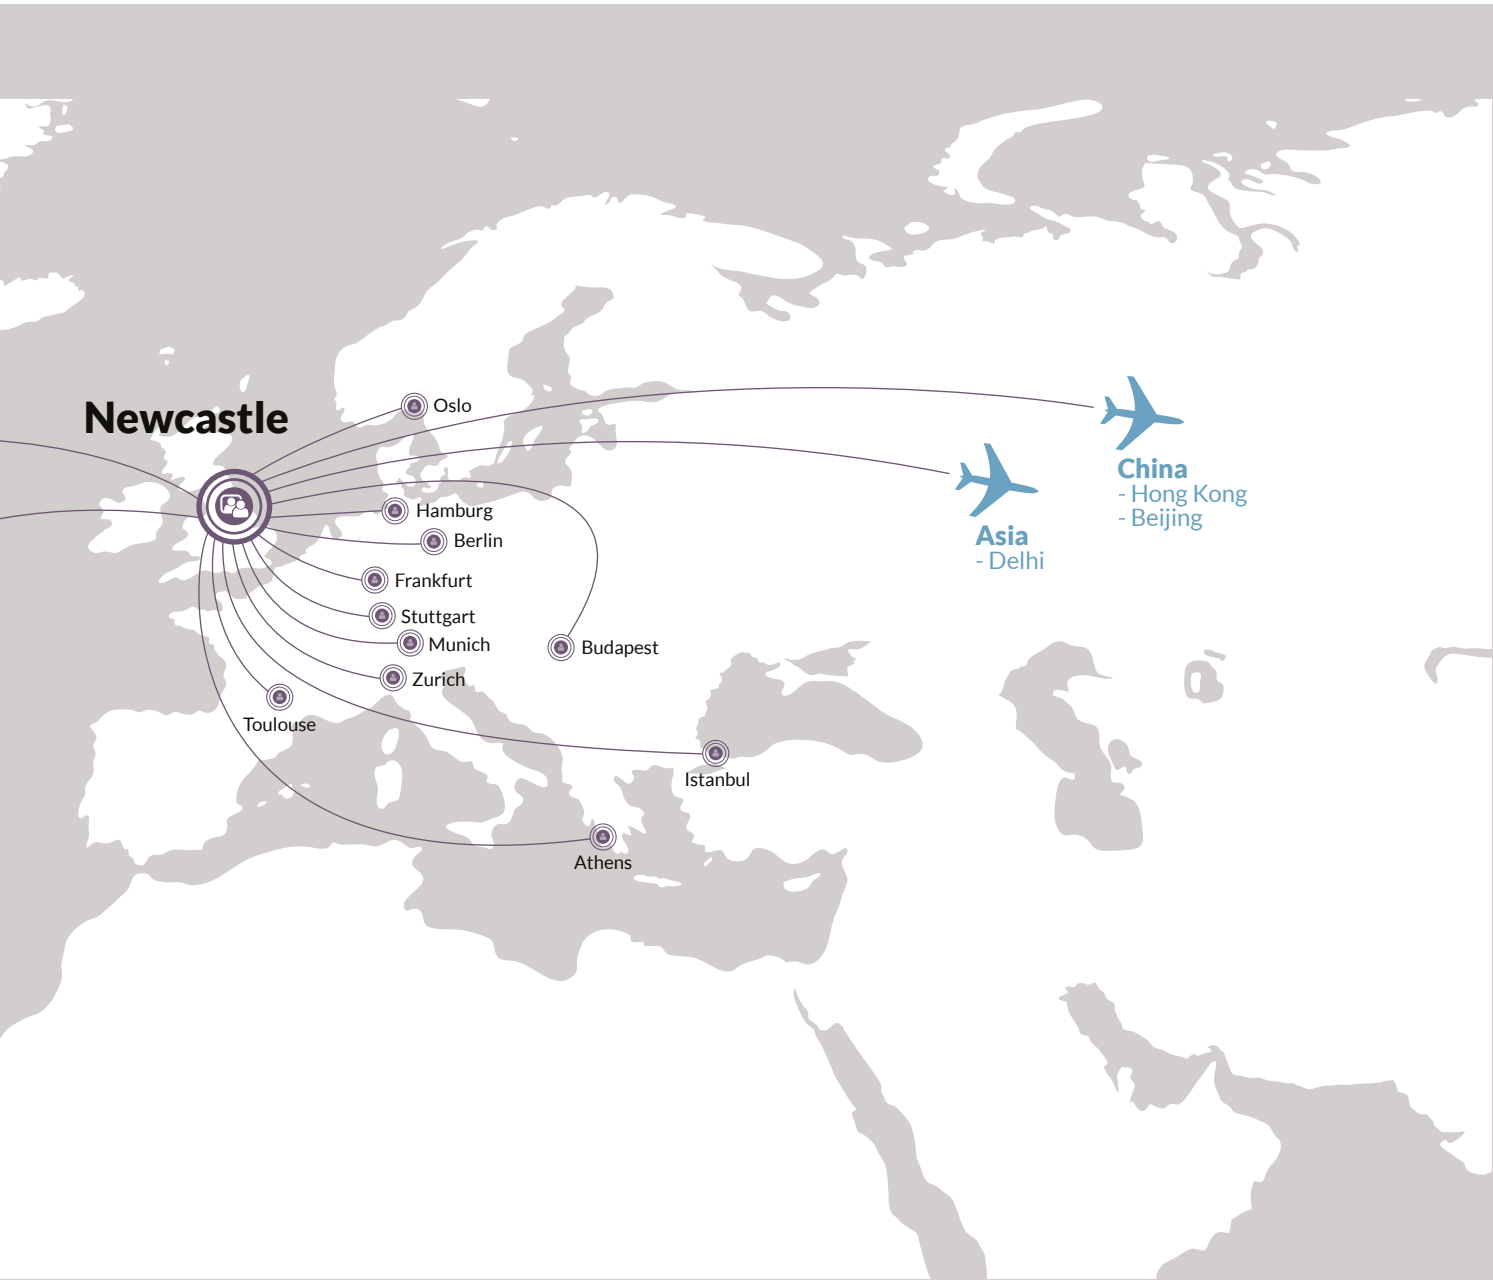 Newcastle
Oslo
China
- Hong Kong
- Beijing
Asia
- Delhi
Hamburg
Berlin
Frankfurt
Stuttgart
Munich
Budapest
Zurich
Toulouse
Istanbul
Athens